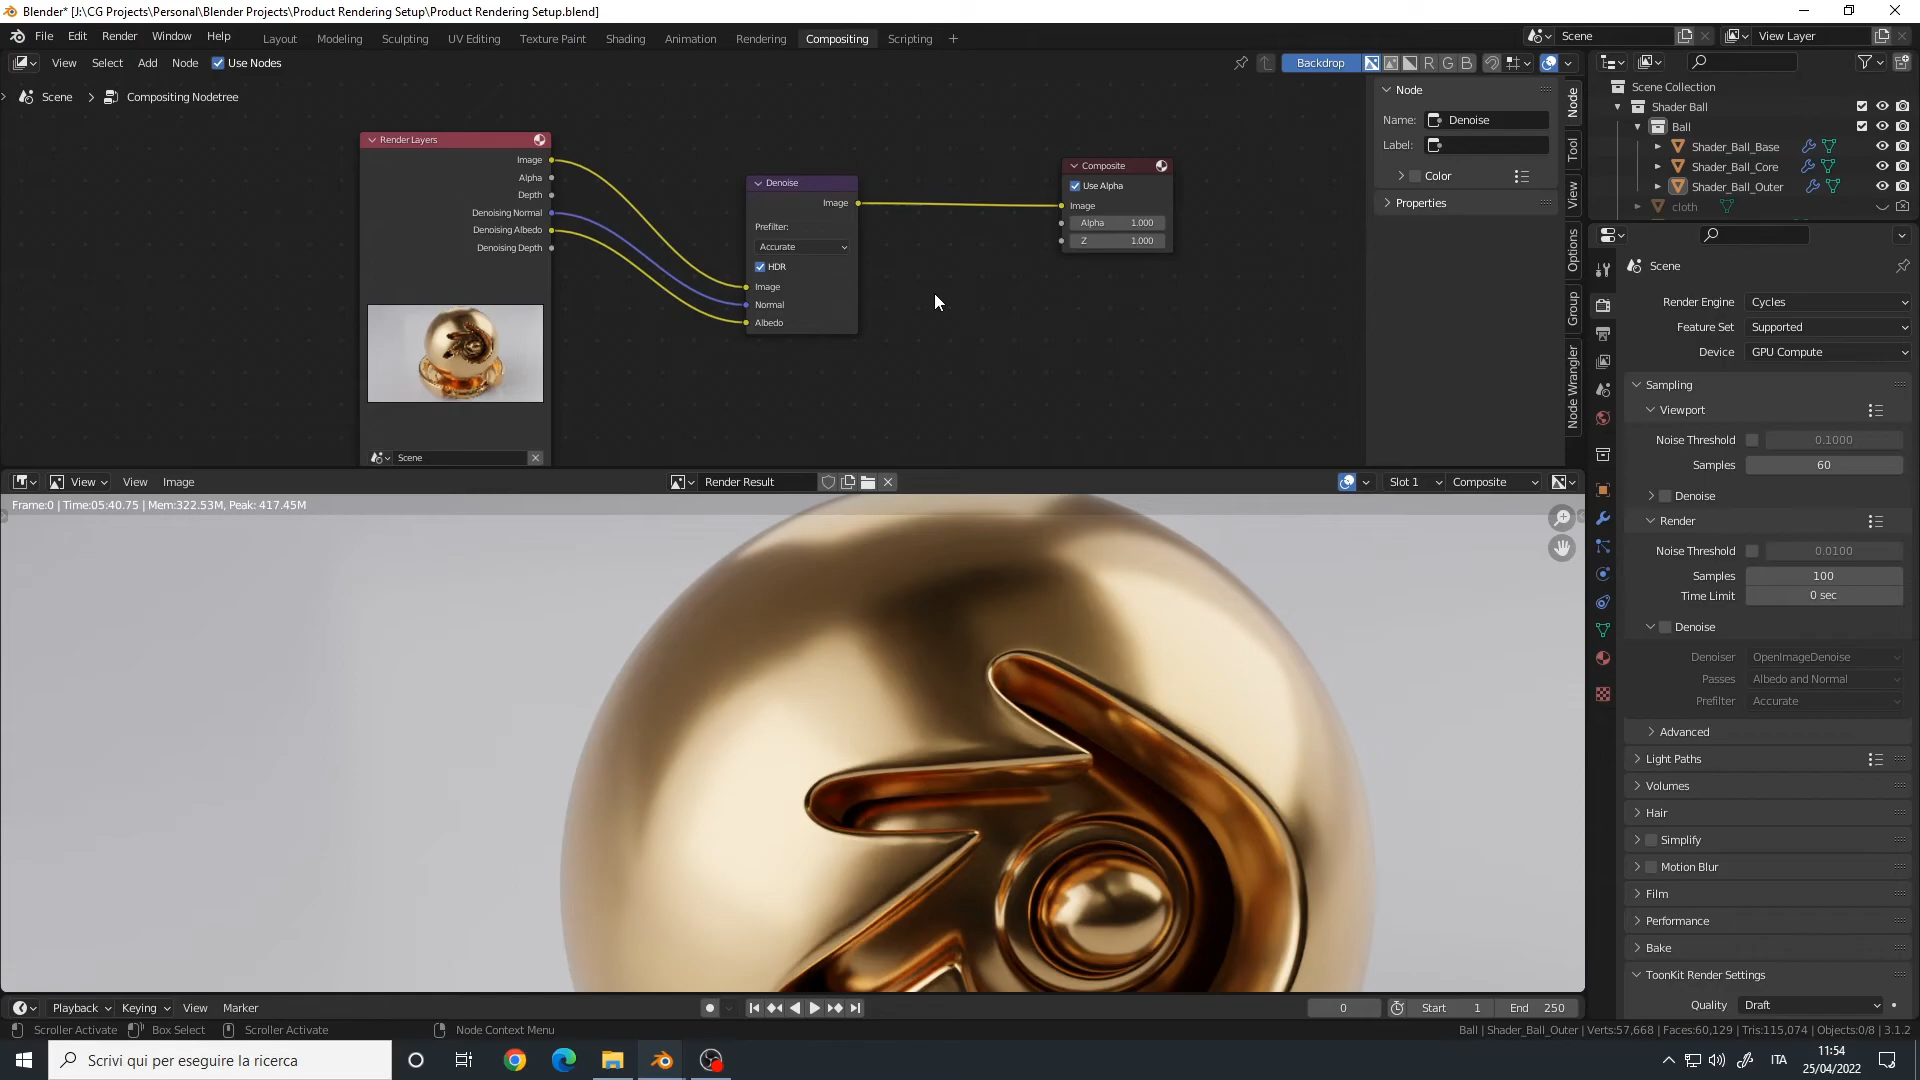 Blender* [J:\CG Projects\Personal\Blender Projects\Product Rendering Setup\Product Rendering Setup.blend]
File Edit Render Window Help Layout Modeling Sculpting UV Editing Texture Paint Shading Animation Rendering Compositing Scripting + Scene View Layer
View Select Add Node Use Nodes Backdrop R G B
Scene > Compositing Nodetree
Render Layers
Image
Alpha
Depth
Denoising Normal
Denoising Albedo
Denoising Depth
Scene
Denoise
Image
Prefilter:
Accurate
HDR
Image
Normal
Albedo
Composite
Use Alpha
Image
Alpha 1.000
Z 1.000
Node
Name: Denoise
Label:
Color
Properties
Node
Tool
View
Options
Group
Node Wrangler
Scene Collection
Shader Ball
Ball
Shader_Ball_Base
Shader_Ball_Core
Shader_Ball_Outer
cloth
Scene
Render Engine Cycles
Feature Set Supported
Device GPU Compute
Sampling
Viewport
Noise Threshold 0.1000
Samples 60
Denoise
Render
Noise Threshold 0.0100
Samples 100
Time Limit 0 sec
Denoise
Denoiser OpenImageDenoise
Passes Albedo and Normal
Prefilter Accurate
Advanced
Light Paths
Volumes
Hair
Simplify
Motion Blur
Film
Performance
Bake
ToonKit Render Settings
Quality Draft
View View Image Render Result Slot 1 Composite
Frame:0 | Time:05:40.75 | Mem:322.53M, Peak: 417.45M
Playback Keying View Marker 0 Start 1 End 250
Scroller Activate Box Select Scroller Activate Node Context Menu Ball | Shader_Ball_Outer | Verts:57,668 | Faces:60,129 | Tris:115,074 | Objects:0/8 | 3.1.2
Scrivi qui per eseguire la ricerca ITA 11:54
25/04/2022